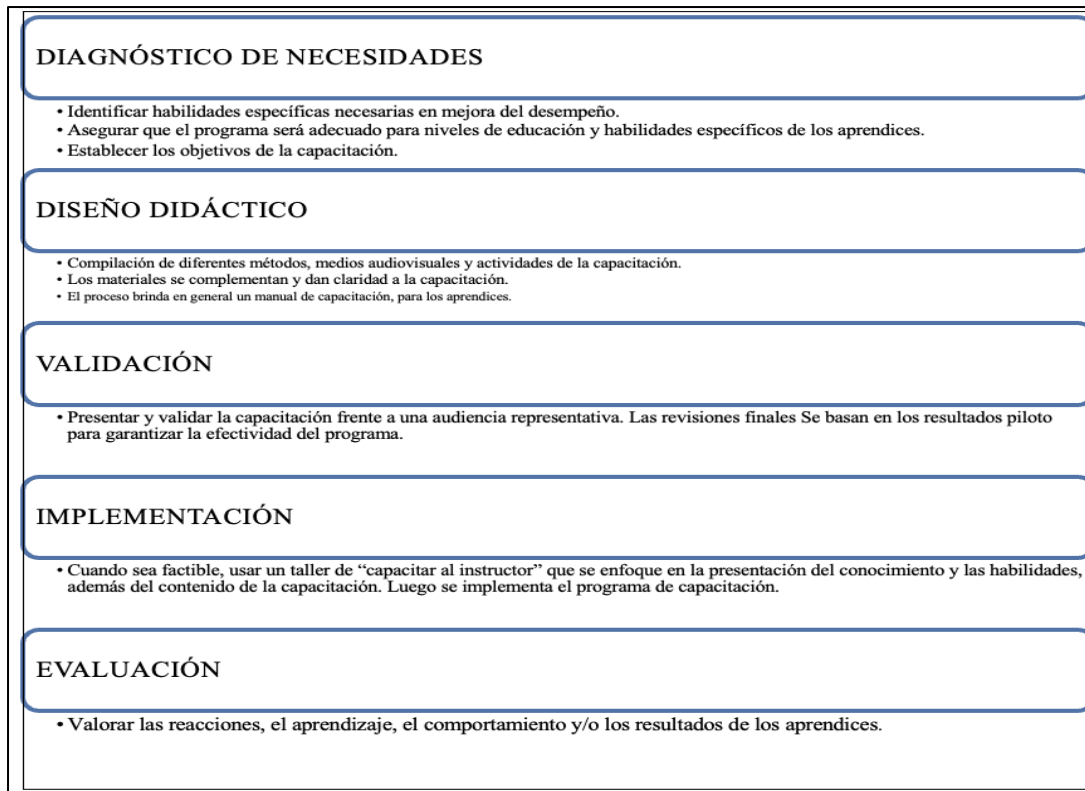 DIAGNÓSTICO DE NECESIDADES
• Identificar habilidades específicas necesarias en mejora del desempeño.
• Asegurar que el programa será adecuado para niveles de educación y habilidades específicos de los aprendices.
• Establecer los objetivos de la capacitación.
DISEÑO DIDÁCTICO
• Compilación de diferentes métodos, medios audiovisuales y actividades de la capacitación.
• Los materiales se complementan y dan claridad a la capacitación.
• El proceso brinda en general un manual de capacitación, para los aprendices.
VALIDACIÓN
• Presentar y validar la capacitación frente a una audiencia representativa. Las revisiones finales Se basan en los resultados piloto
para garantizar la efectividad del programa.
IMPLEMENTACIÓN
• Cuando sea factible, usar un taller de “capacitar al instructor” que se enfoque en la presentación del conocimiento y las habilidades,
además del contenido de la capacitación. Luego se implementa el programa de capacitación.
EVALUACIÓN
• Valorar las reacciones, el aprendizaje, el comportamiento y/o los resultados de los aprendices.